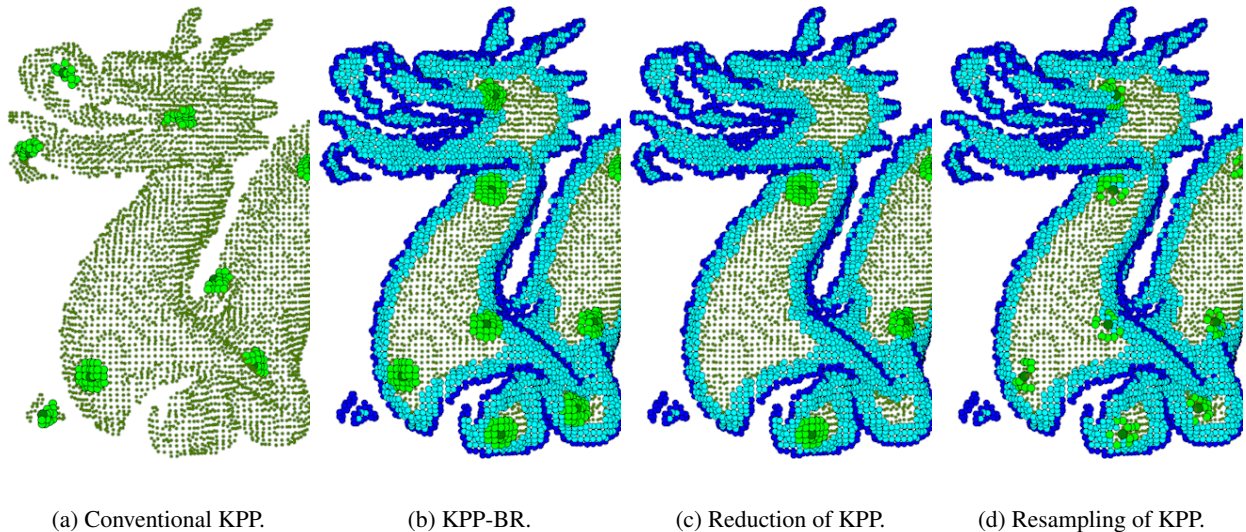 (a) Conventional KPP.
(b) KPP-BR.
(c) Reduction of KPP.
(d) Resampling of KPP.